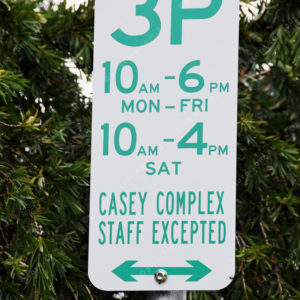 3P
10AM-6PM
MON-FRI
10AM-4PM
SAT
CASEY COMPLEX
STAFF EXCEPTED